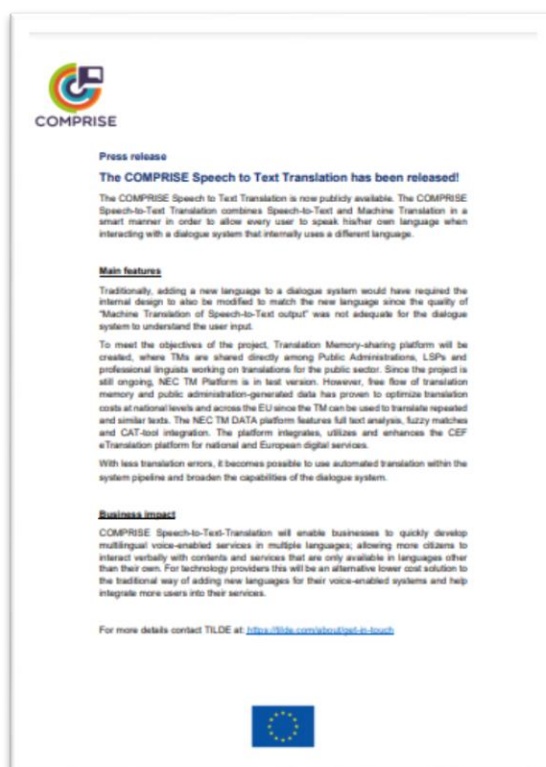 COMPRISE
Press release
The COMPRISE Speech to Text Translation has been released!
The COMPRISE Speech to Text Translation is now publicly available. The COMPRISE
Speech-to-Text Translation combines Speech-to-Text and Machine Translation in a
smart manner in order to allow every user to speak his/her own language when
interacting with a dialogue system that internally uses a different language.
Main features
Traditionally, adding a new language to a dialogue system would have required the
internal design to also be modified to match the new language since the quality of
"Machine Translation of Speech-to-Text output" was not adequate for the dialogue
system to understand the user input.
To meet the objectives of the project, Translation Memory-sharing platform will be
created, where TMs are shared directly among Public Administrations, LSPs and
professional linguists working on translations for the public sector. Since the project is
still ongoing, NEC TM Platform is in test version. However, free flow of translation
memory and public administration-generated data has proven to optimize translation
costs at national levels and across the EU since the TM can be used to translate repeated
and similar texts. The NEC TM DATA platform features full text analysis, fuzzy matches
and CAT-tool integration. The platform integrates, utilizes and enhances the CEF
eTranslation platform for national and European digital services.
With less translation errors, it becomes possible to use automated translation within the
system pipeline and broaden the capabilities of the dialogue system.
Business impact
COMPRISE Speech-to-Text-Translation will enable businesses to quickly develop
multilingual voice-enabled services in multiple languages; allowing more citizens to
interact verbally with contents and services that are only available in languages other
than their own. For technology providers this will be an alternative lower cost solution to
the traditional way of adding new languages for their voice-enabled systems and help
integrate more users into their services.
For more details contact TILDE at: https://tilde.com/about/get-in-touch